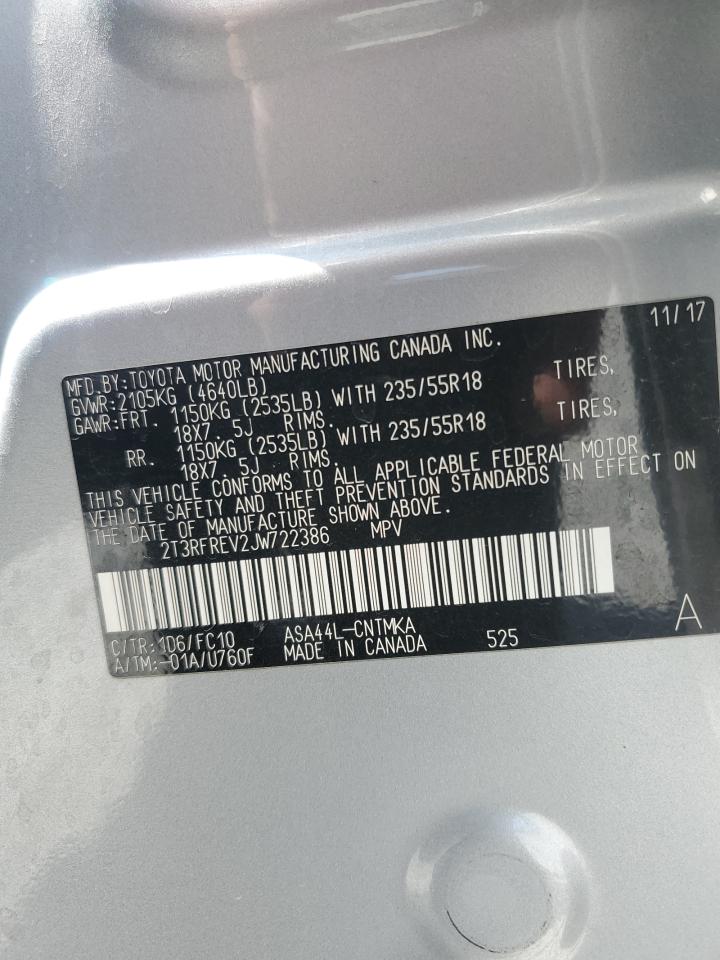 11/17
MFD.BY:TOYOTA MOTOR MANUFACTURING CANADA INC.
GVWR:2105KG (4640LB)
GAWR:FRT. 1150KG (2535LB) WITH 235/55R18 TIRES,
18X7. 5J RIMS.
RR. 1150KG (2535LB) WITH 235/55R18 TIRES,
18X7. 5J RIMS.
THIS VEHICLE CONFORMS TO ALL APPLICABLE FEDERAL MOTOR
VEHICLE SAFETY AND THEFT PREVENTION STANDARDS IN EFFECT ON
THE DATE OF MANUFACTURE SHOWN ABOVE.
2T3RFREV2JW722386 MPV
C/TR:1D6/FC10 ASA44L-CNTMKA
A/TM:-01A/U760F MADE IN CANADA 525 A